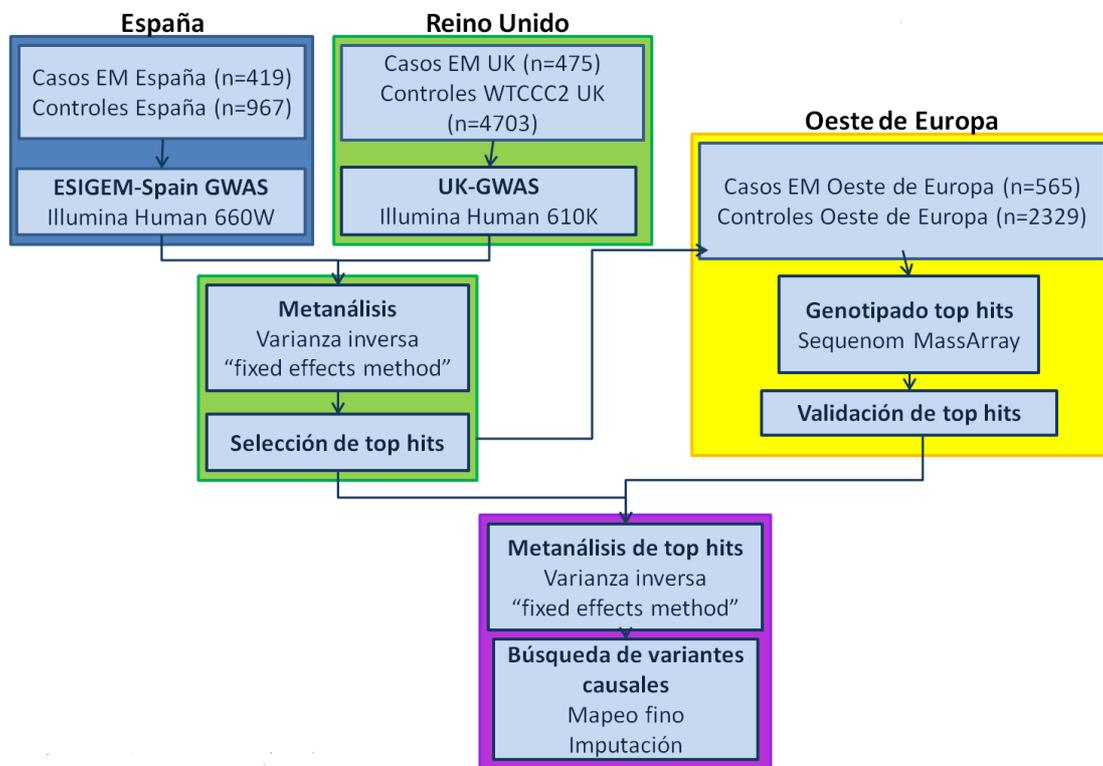 España
Casos EM España (n=419)
Controles España (n=967)
ESIGEM-Spain GWAS
Illumina Human 660W
Reino Unido
Casos EM UK (n=475)
Controles WTCCC2 UK
(n=4703)
UK-GWAS
Illumina Human 610K
Metanálisis
Varianza inversa
“fixed effects method”
Selección de top hits
Oeste de Europa
Casos EM Oeste de Europa (n=565)
Controles Oeste de Europa (n=2329)
Genotipado top hits
Sequenom MassArray
Validación de top hits
Metanálisis de top hits
Varianza inversa
“fixed effects method”
Búsqueda de variantes
causales
Mapeo fino
Imputación